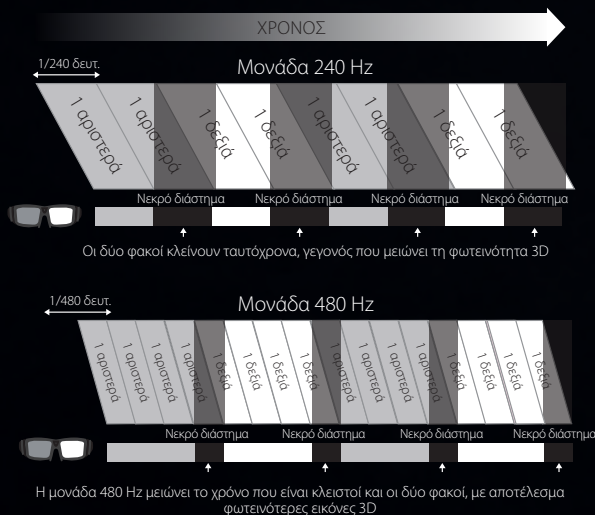 ΧΡΟΝΟΣ
1/240 δευτ.
Μονάδα 240 Hz
1 αριστερά 1 αριστερά 1 δεξιά 1 δεξιά 1 αριστερά 1 αριστερά 1 δεξιά 1 δεξιά
Νεκρό διάστημα Νεκρό διάστημα Νεκρό διάστημα Νεκρό διάστημα
Οι δύο φακοί κλείνουν ταυτόχρονα, γεγονός που μειώνει τη φωτεινότητα 3D
1/480 δευτ.
Μονάδα 480 Hz
1 αριστερά 1 αριστερά 1 αριστερά 1 αριστερά 1 δεξιά 1 δεξιά 1 δεξιά 1 δεξιά 1 αριστερά 1 αριστερά 1 αριστερά 1 αριστερά 1 δεξιά 1 δεξιά 1 δεξιά 1 δεξιά
Νεκρό διάστημα Νεκρό διάστημα Νεκρό διάστημα Νεκρό διάστημα
Η μονάδα 480 Hz μειώνει το χρόνο που είναι κλειστοί και οι δύο φακοί, με αποτέλεσμα
φωτεινότερες εικόνες 3D